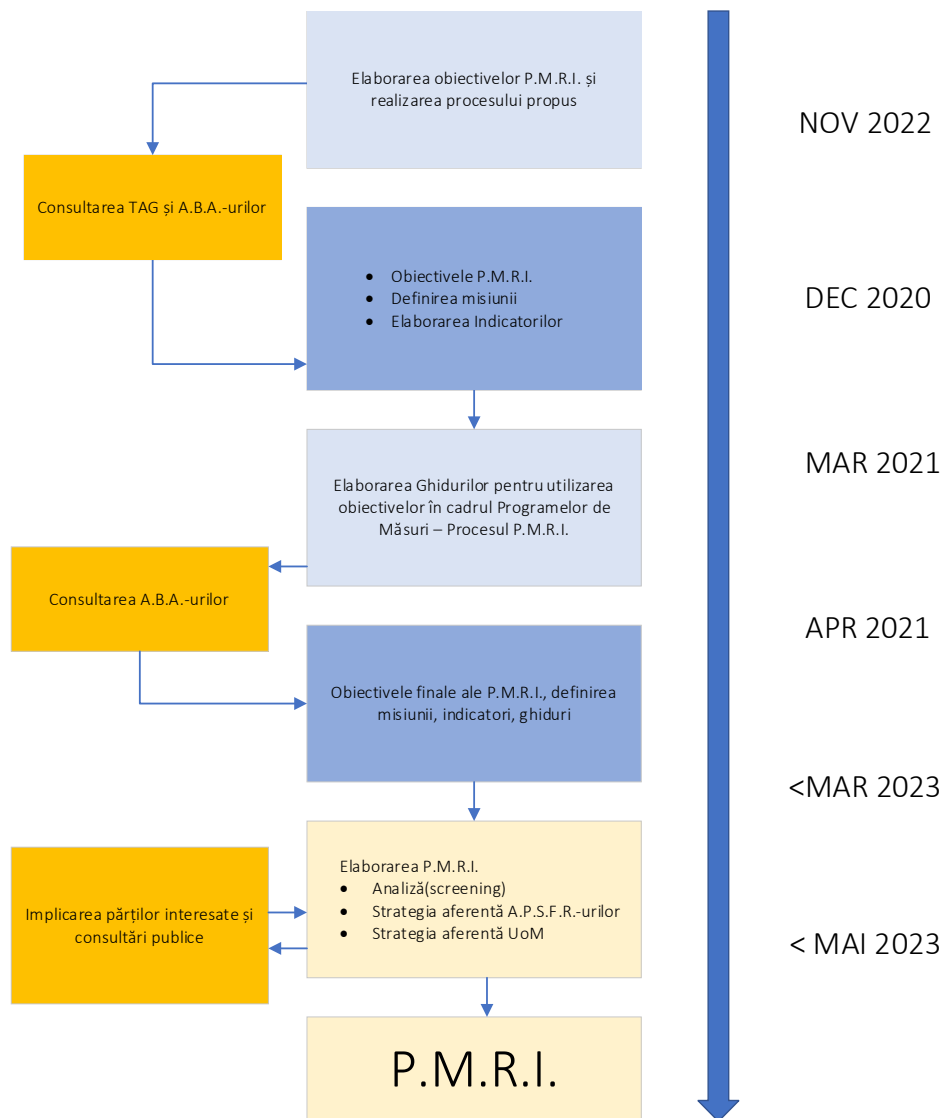 Elaborarea obiectivelor P.M.R.I. și
realizarea procesului propus
NOV 2022
Consultarea TAG și A.B.A.-urilor
• Obiectivele P.M.R.I.
• Definirea misiunii
• Elaborarea Indicatorilor
DEC 2020
Elaborarea Ghidurilor pentru utilizarea
obiectivelor în cadrul Programelor de
Măsuri – Procesul P.M.R.I.
MAR 2021
Consultarea A.B.A.-urilor
APR 2021
Obiectivele finale ale P.M.R.I., definirea
misiunii, indicatori, ghiduri
<MAR 2023
Elaborarea P.M.R.I.
• Analiză(screening)
• Strategia aferentă A.P.S.F.R.-urilor
• Strategia aferentă UoM
Implicarea părților interesate și
consultări publice
< MAI 2023
P.M.R.I.